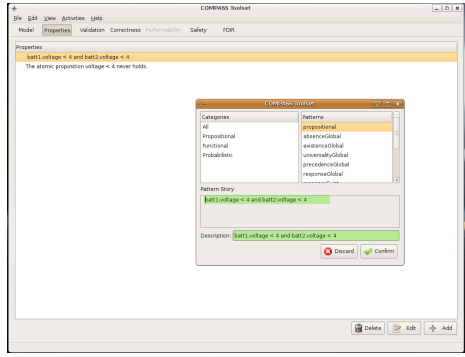 COMPASS Toolset
File Edit View Activities Help
Model Properties Validation Correctness Performability Safety FDIR
Properties
batt1.voltage < 4 and batt2.voltage < 4
The atomic proposition voltage < 4 never holds.
COMPASS Toolset
Categories Patterns
All propositional
Propositional absenceGlobal
Functional existenceGlobal
Probabilistic universalityGlobal
precedenceGlobal
responseGlobal
Pattern Story
batt1.voltage < 4 and batt2.voltage < 4
Description: batt1.voltage < 4 and batt2.voltage < 4
Discard Confirm
Delete Edit Add